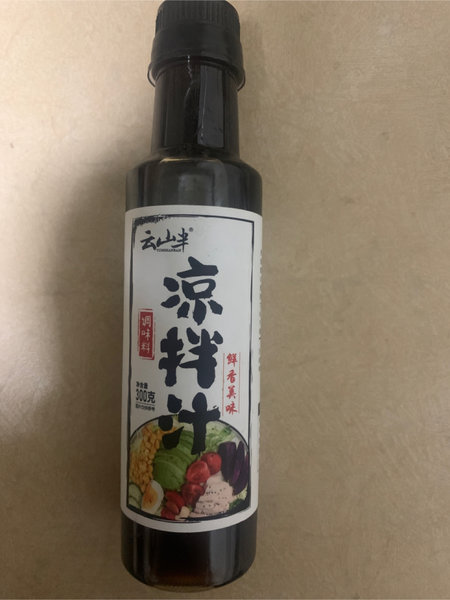 云山半®
YUNSHANBAN
凉拌汁
调味料
鲜香美味
净含量
300克